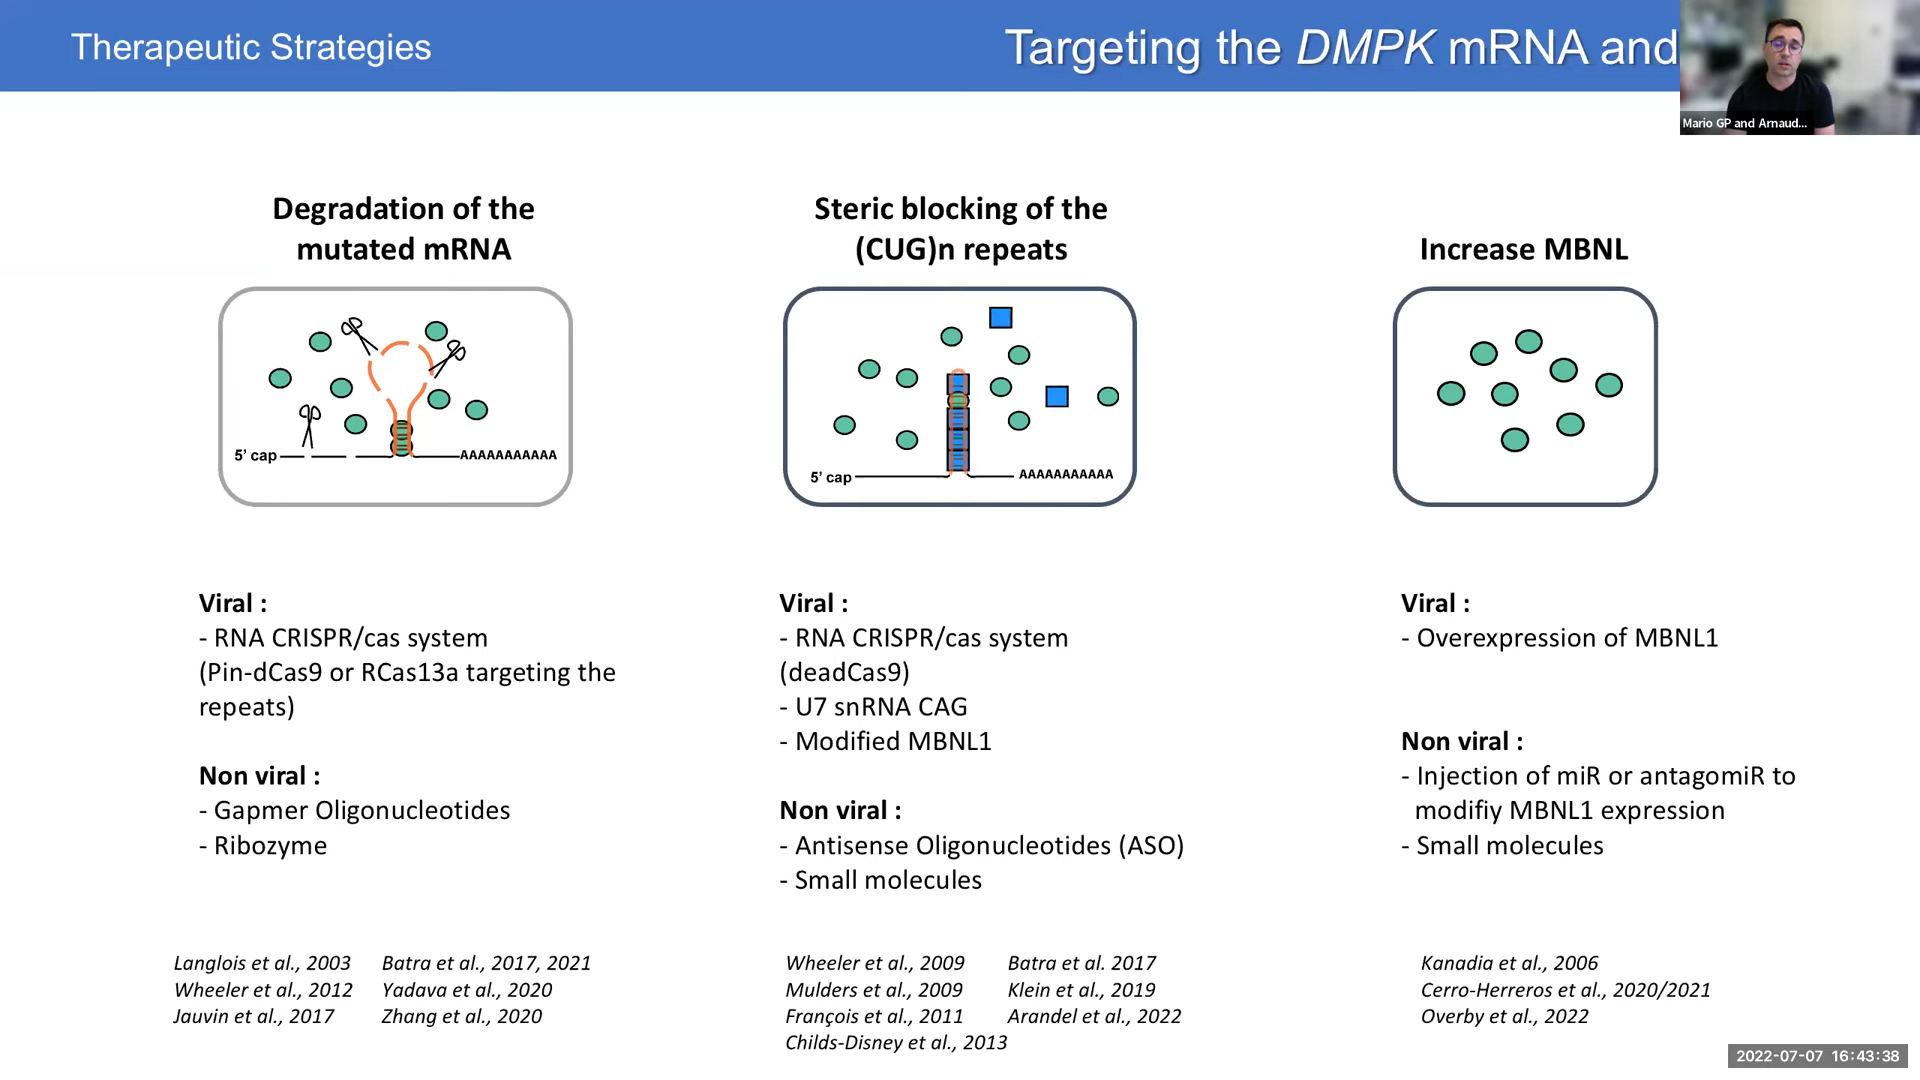 Therapeutic Strategies
Targeting the DMPK mRNA and
Mario GP and Arnaud...
Degradation of the
mutated mRNA
5' cap
AAAAAAAAAAA
Viral :
- RNA CRISPR/cas system
(Pin-dCas9 or RCas13a targeting the
repeats)
Non viral :
- Gapmer Oligonucleotides
- Ribozyme
Langlois et al., 2003 Batra et al., 2017, 2021
Wheeler et al., 2012 Yadava et al., 2020
Jauvin et al., 2017 Zhang et al., 2020
Steric blocking of the
(CUG)n repeats
5' cap
AAAAAAAAAAA
Viral :
- RNA CRISPR/cas system
(deadCas9)
- U7 snRNA CAG
- Modified MBNL1
Non viral :
- Antisense Oligonucleotides (ASO)
- Small molecules
Wheeler et al., 2009 Batra et al. 2017
Mulders et al., 2009 Klein et al., 2019
François et al., 2011 Arandel et al., 2022
Childs-Disney et al., 2013
Increase MBNL
Viral :
- Overexpression of MBNL1
Non viral :
- Injection of miR or antagomiR to
modifiy MBNL1 expression
- Small molecules
Kanadia et al., 2006
Cerro-Herreros et al., 2020/2021
Overby et al., 2022
2022-07-07 16:43:38